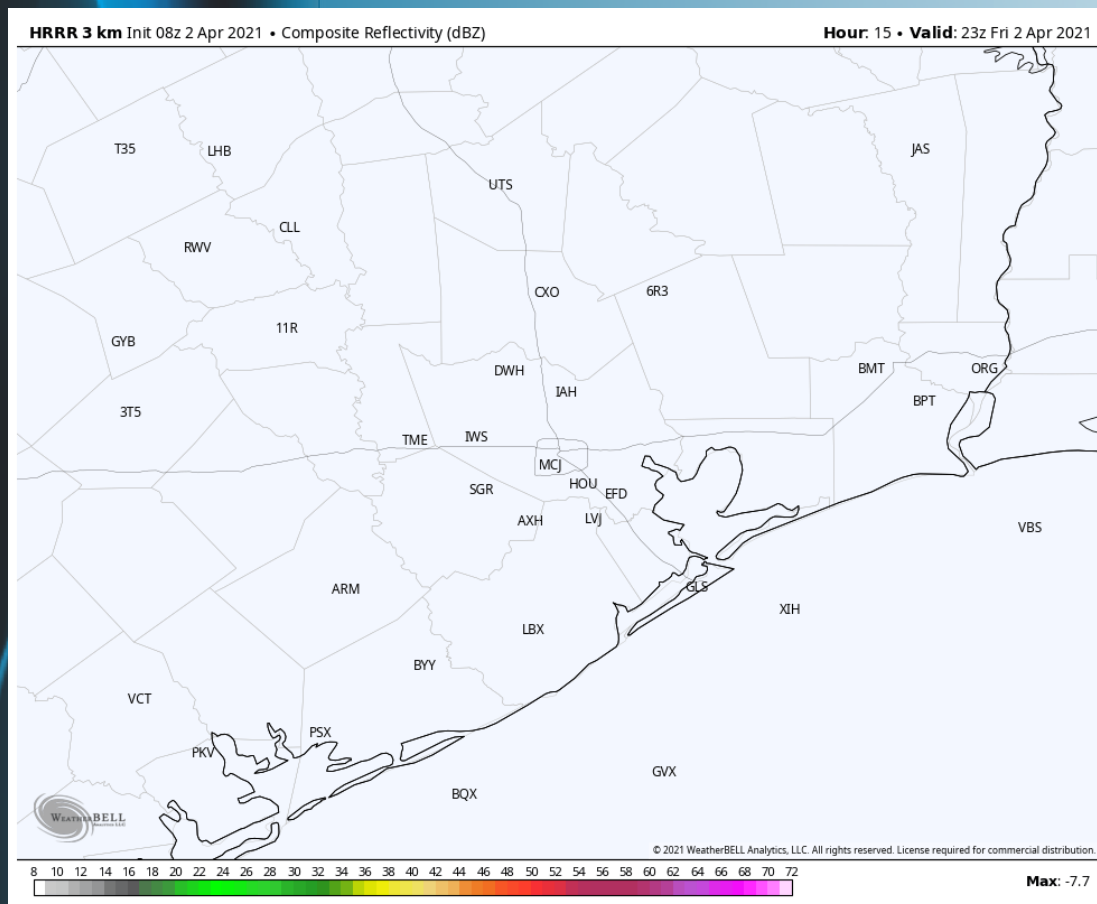 HRRR 3 km Init 08z 2 Apr 2021 • Composite Reflectivity (dBZ)
Hour: 15 • Valid: 23z Fri 2 Apr 2021
T35
LHB
JAS
UTS
CLL
RWV
CXO
6R3
11R
GYB
DWH
BMT
ORG
IAH
BPT
3T5
TME
IWS
MCJ
HOU
SGR
EFD
AXH
LVJ
VBS
GLS
ARM
XIH
LBX
BYY
VCT
PSX
PKV
GVX
BQX
WEATHERBELL
Analytics LLC
© 2021 WeatherBELL Analytics, LLC. All rights reserved. License required for commercial distribution.
8 10 12 14 16 18 20 22 24 26 28 30 32 34 36 38 40 42 44 46 48 50 52 54 56 58 60 62 64 66 68 70 72
Max: -7.7